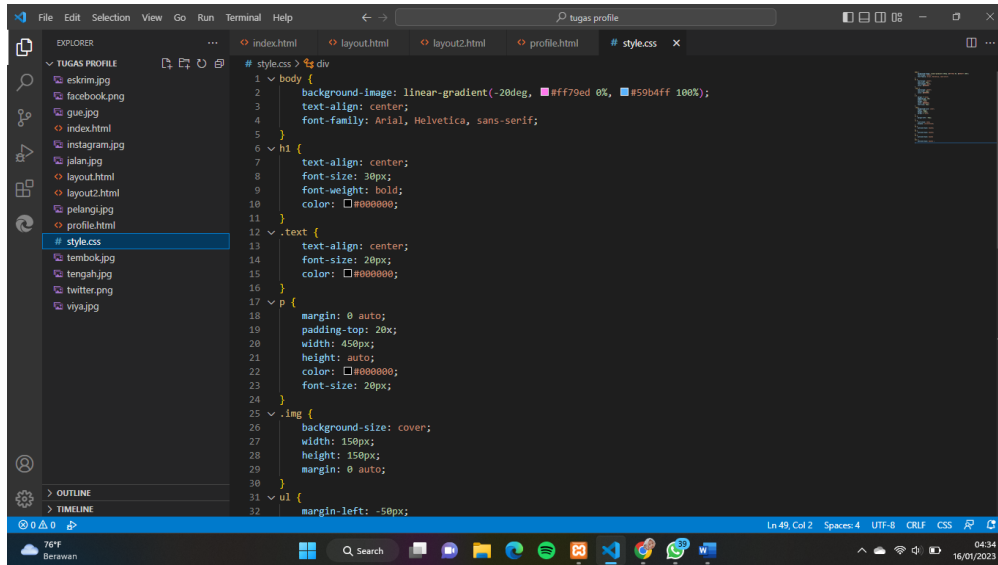 File Edit Selection View Go Run Terminal Help
tugas profile
EXPLORER ...
index.html layout.html layout2.html profile.html # style.css
TUGAS PROFILE
# style.css > div
eskrim.jpg
facebook.png
gue.jpg
index.html
instagram.jpg
jalan.jpg
layout.html
layout2.html
pelangi.jpg
profile.html
# style.css
tembok.jpg
tengah.jpg
twitter.png
viya.jpg
1 body {
2 background-image: linear-gradient(-20deg, #ff79ed 0%, #59b4ff 100%);
3 text-align: center;
4 font-family: Arial, Helvetica, sans-serif;
5 }
6 h1 {
7 text-align: center;
8 font-size: 30px;
9 font-weight: bold;
10 color: #000000;
11 }
12 .text {
13 text-align: center;
14 font-size: 20px;
15 color: #000000;
16 }
17 p {
18 margin: 0 auto;
19 padding-top: 20x;
20 width: 450px;
21 height: auto;
22 color: #000000;
23 font-size: 20px;
24 }
25 .img {
26 background-size: cover;
27 width: 150px;
28 height: 150px;
29 margin: 0 auto;
30 }
31 ul {
32 margin-left: -50px;
OUTLINE
TIMELINE
0 0 Ln 49, Col 2 Spaces: 4 UTF-8 CRLF CSS
76°F
Berawan
Search
39
04:34
16/01/2023